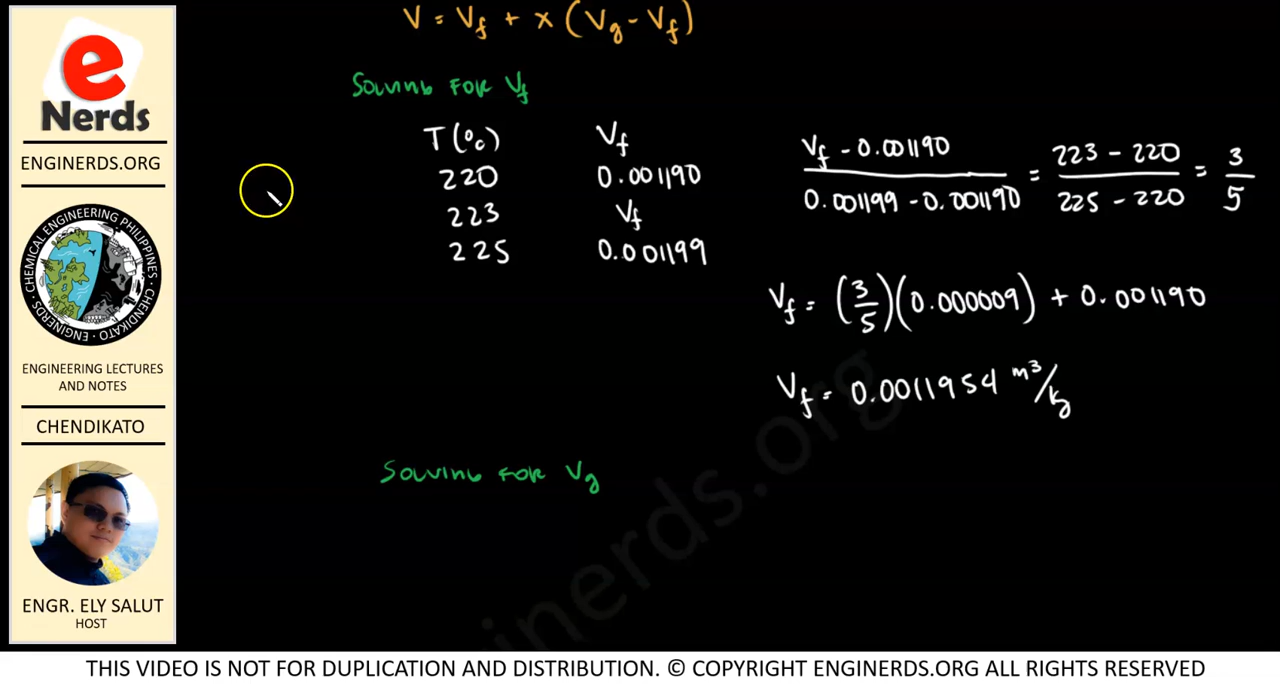 e
Nerds
ENGINERDS.ORG
CHEMICAL ENGINEERING PHILIPPINES
CHENDIKATO
ENGINERDS
ENGINEERING LECTURES
AND NOTES
CHENDIKATO
ENGR. ELY SALUT
HOST
V = Vf + x (Vg - Vf)
SOLVING FOR Vf
T(°C) Vf
220 0.001190
223 Vf
225 0.001199
Vf - 0.001190 / 0.001199 - 0.001190 = 223 - 220 / 225 - 220 = 3/5
Vf = (3/5)(0.000009) + 0.001190
Vf = 0.0011954 m³/kg
SOLVING FOR Vg
inerds.org
THIS VIDEO IS NOT FOR DUPLICATION AND DISTRIBUTION. © COPYRIGHT ENGINERDS.ORG ALL RIGHTS RESERVED